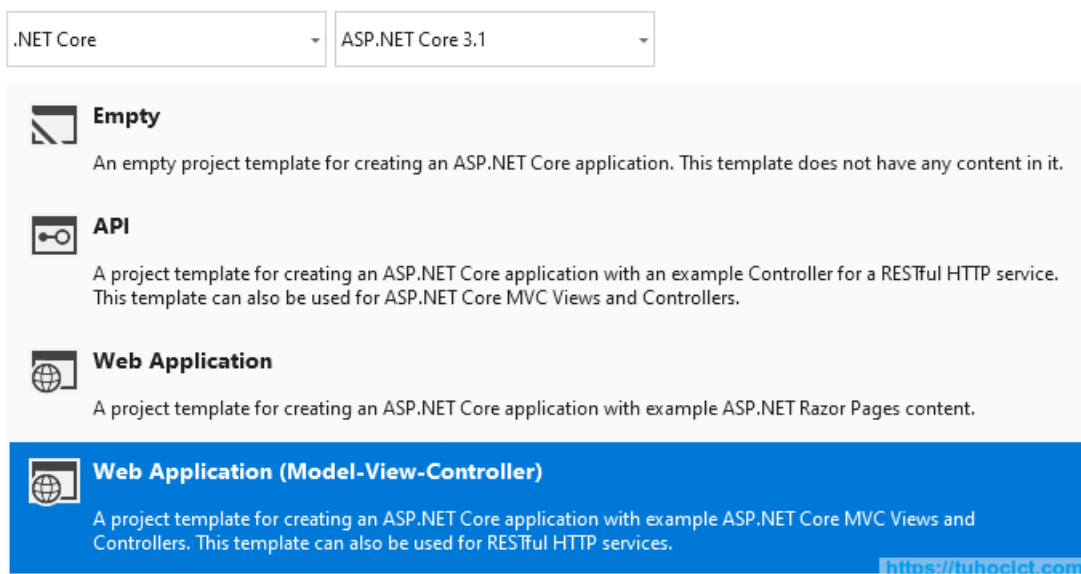 .NET Core
ASP.NET Core 3.1
Empty
An empty project template for creating an ASP.NET Core application. This template does not have any content in it.
API
A project template for creating an ASP.NET Core application with an example Controller for a RESTful HTTP service.
This template can also be used for ASP.NET Core MVC Views and Controllers.
Web Application
A project template for creating an ASP.NET Core application with example ASP.NET Razor Pages content.
Web Application (Model-View-Controller)
A project template for creating an ASP.NET Core application with example ASP.NET Core MVC Views and
Controllers. This template can also be used for RESTful HTTP services.
https://tuhocict.com